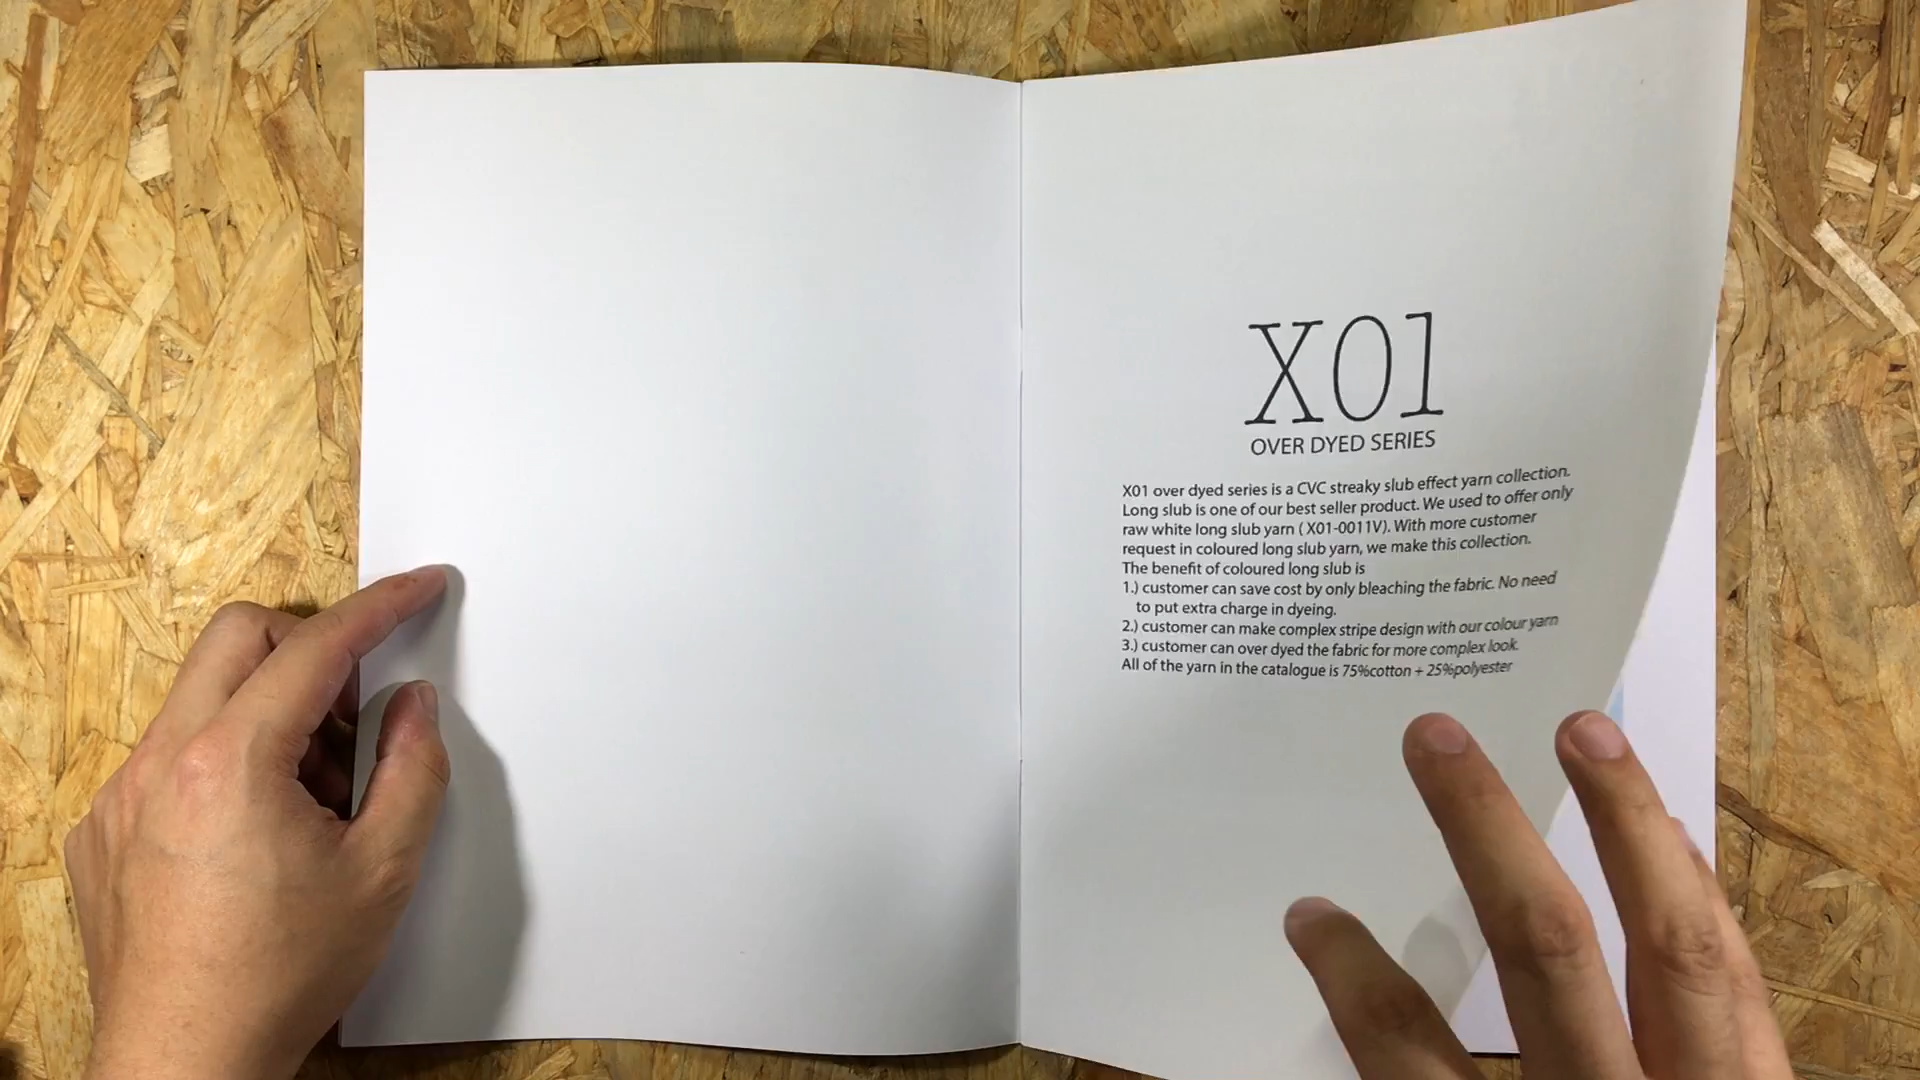 X01
OVER DYED SERIES
X01 over dyed series is a CVC streaky slub effect yarn collection.
Long slub is one of our best seller product. We used to offer only
raw white long slub yarn ( X01-0011V). With more customer
request in coloured long slub yarn, we make this collection.
The benefit of coloured long slub is
1.) customer can save cost by only bleaching the fabric. No need
to put extra charge in dyeing.
2.) customer can make complex stripe design with our colour yarn
3.) customer can over dyed the fabric for more complex look.
All of the yarn in the catalogue is 75%cotton + 25%polyester